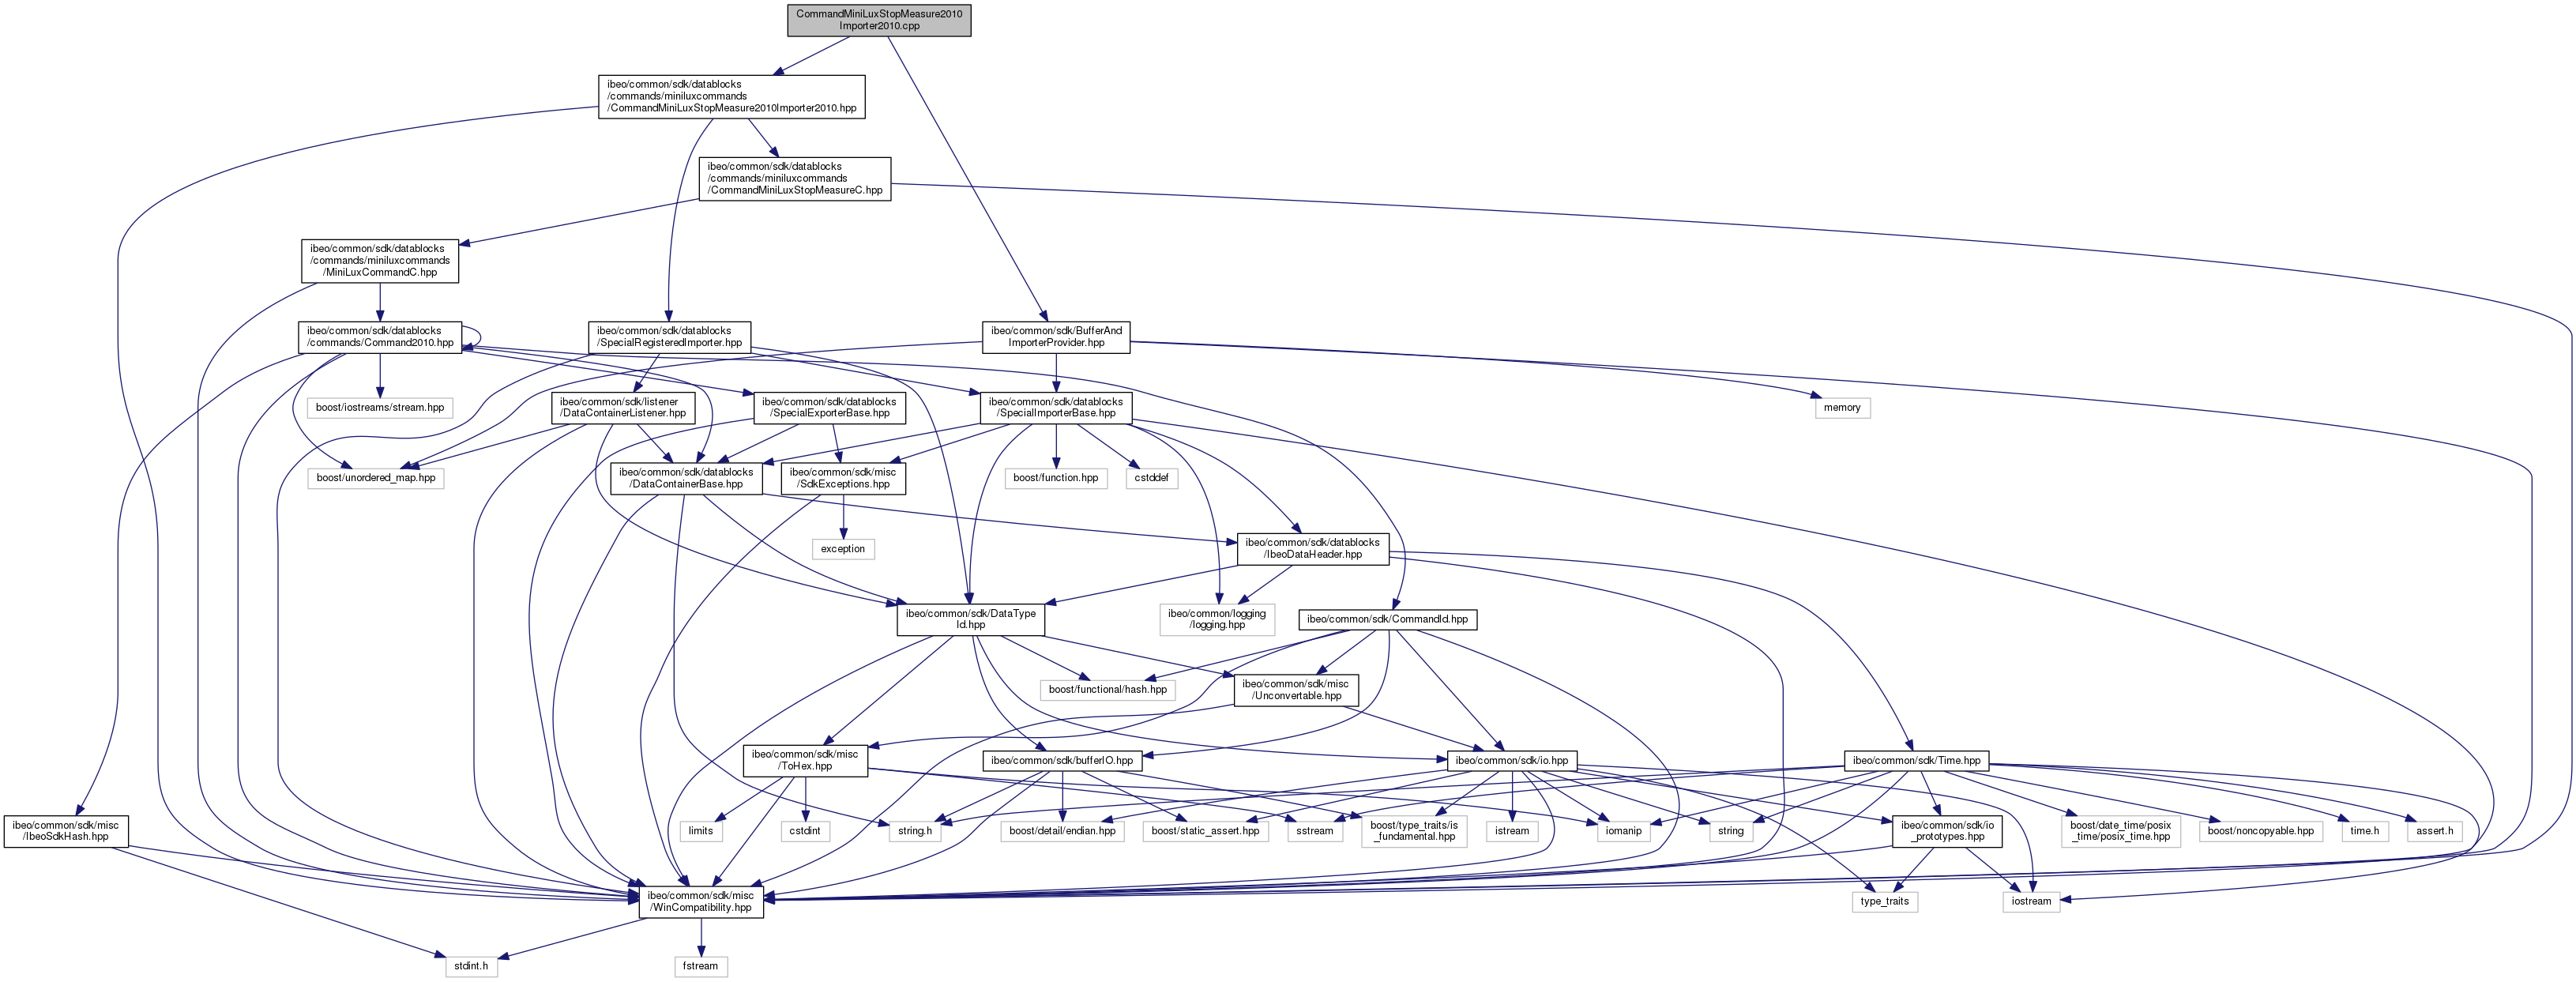 CommandMiniLuxStopMeasure2010
Importer2010.cpp
ibeo/common/sdk/datablocks
/commands/miniluxcommands
/CommandMiniLuxStopMeasure2010Importer2010.hpp
ibeo/common/sdk/datablocks
/commands/miniluxcommands
/CommandMiniLuxStopMeasureC.hpp
ibeo/common/sdk/datablocks
/commands/miniluxcommands
/MiniLuxCommandC.hpp
ibeo/common/sdk/datablocks
/commands/Command2010.hpp
ibeo/common/sdk/datablocks
/SpecialRegisteredImporter.hpp
ibeo/common/sdk/BufferAnd
ImporterProvider.hpp
boost/iostreams/stream.hpp
ibeo/common/sdk/listener
/DataContainerListener.hpp
ibeo/common/sdk/datablocks
/SpecialExporterBase.hpp
ibeo/common/sdk/datablocks
/SpecialImporterBase.hpp
memory
boost/unordered_map.hpp
ibeo/common/sdk/datablocks
/DataContainerBase.hpp
ibeo/common/sdk/misc
/SdkExceptions.hpp
boost/function.hpp
cstddef
exception
ibeo/common/sdk/datablocks
/IbeoDataHeader.hpp
ibeo/common/sdk/DataType
Id.hpp
ibeo/common/logging
/logging.hpp
ibeo/common/sdk/CommandId.hpp
boost/functional/hash.hpp
ibeo/common/sdk/misc
/Unconvertable.hpp
ibeo/common/sdk/misc
/ToHex.hpp
ibeo/common/sdk/bufferIO.hpp
ibeo/common/sdk/io.hpp
ibeo/common/sdk/Time.hpp
ibeo/common/sdk/misc
/IbeoSdkHash.hpp
limits
cstdint
string.h
boost/detail/endian.hpp
boost/static_assert.hpp
sstream
boost/type_traits/is
_fundamental.hpp
istream
iomanip
string
ibeo/common/sdk/io
_prototypes.hpp
boost/date_time/posix
_time/posix_time.hpp
boost/noncopyable.hpp
time.h
assert.h
ibeo/common/sdk/misc
/WinCompatibility.hpp
type_traits
iostream
stdint.h
fstream